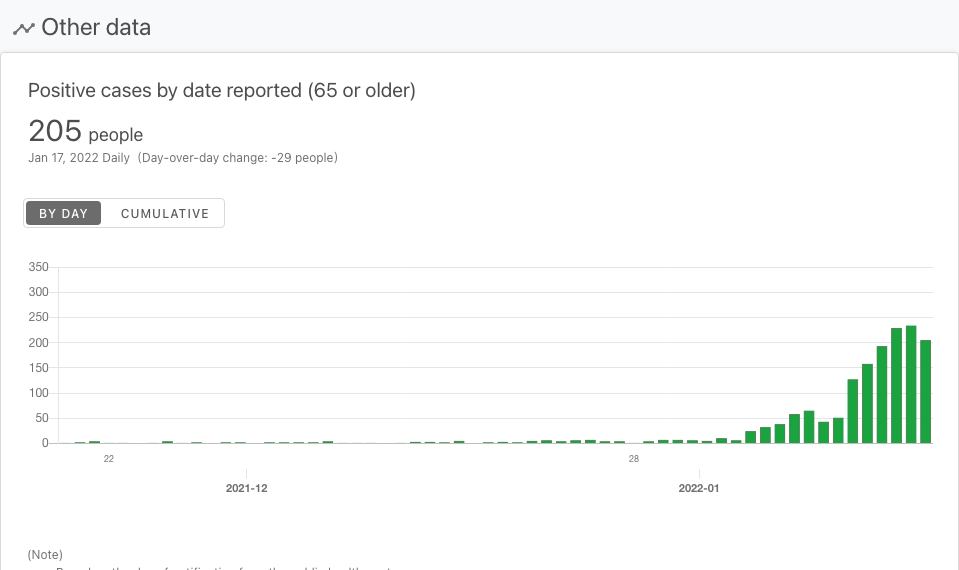 Other data
Positive cases by date reported (65 or older)
205 people
Jan 17, 2022 Daily (Day-over-day change: -29 people)
BY DAY CUMULATIVE
350
300
250
200
150
100
50
0
22 28
2021-12 2022-01
(Note)